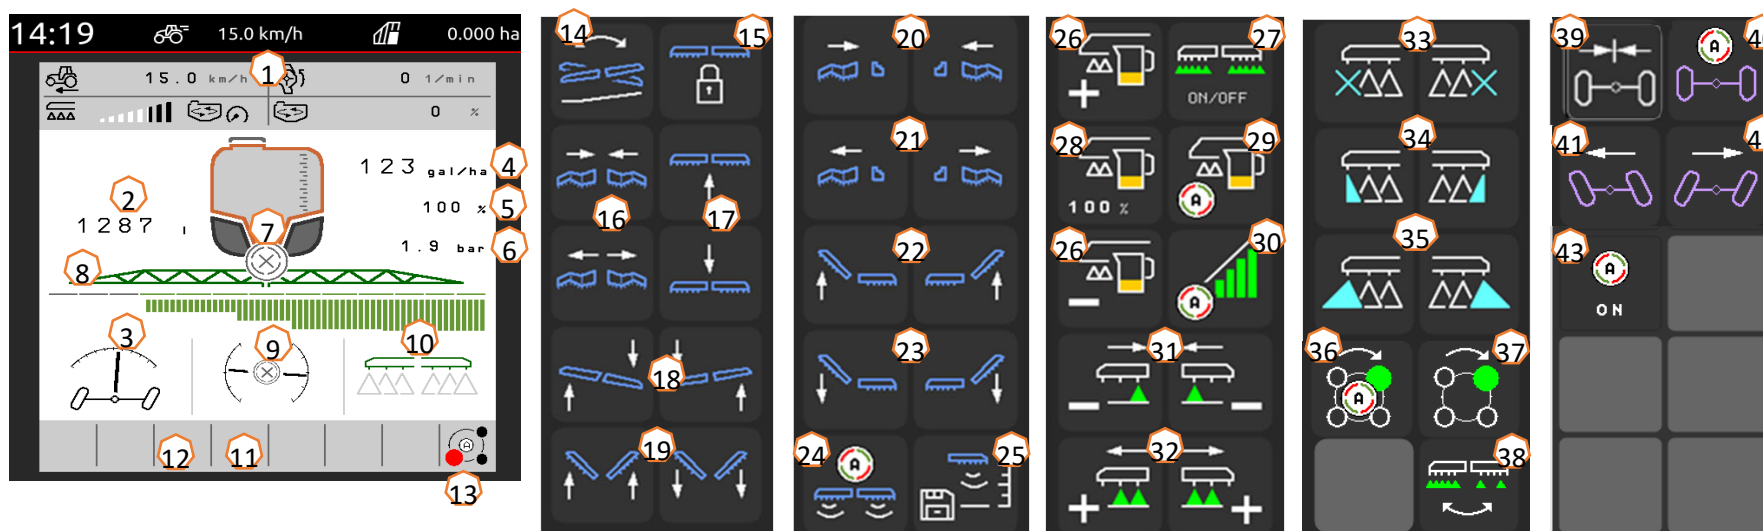 14:19 15.0 km/h 0.000 ha
15.0 km/h 1 0 1/min
0 %
123 gal/ha 4
2 100 % 5
1287 l 7 1.9 bar 6
8
3 9 10
A
12 11 13
14 15
16 17
18
19
20
21
22
23
24 A 25
26 27
+ ON/OFF
28 29
100 % A
26 30
- A
31
- -
32
+ +
33
34
35
36 37
A
38
39 A
41
43 A
ON